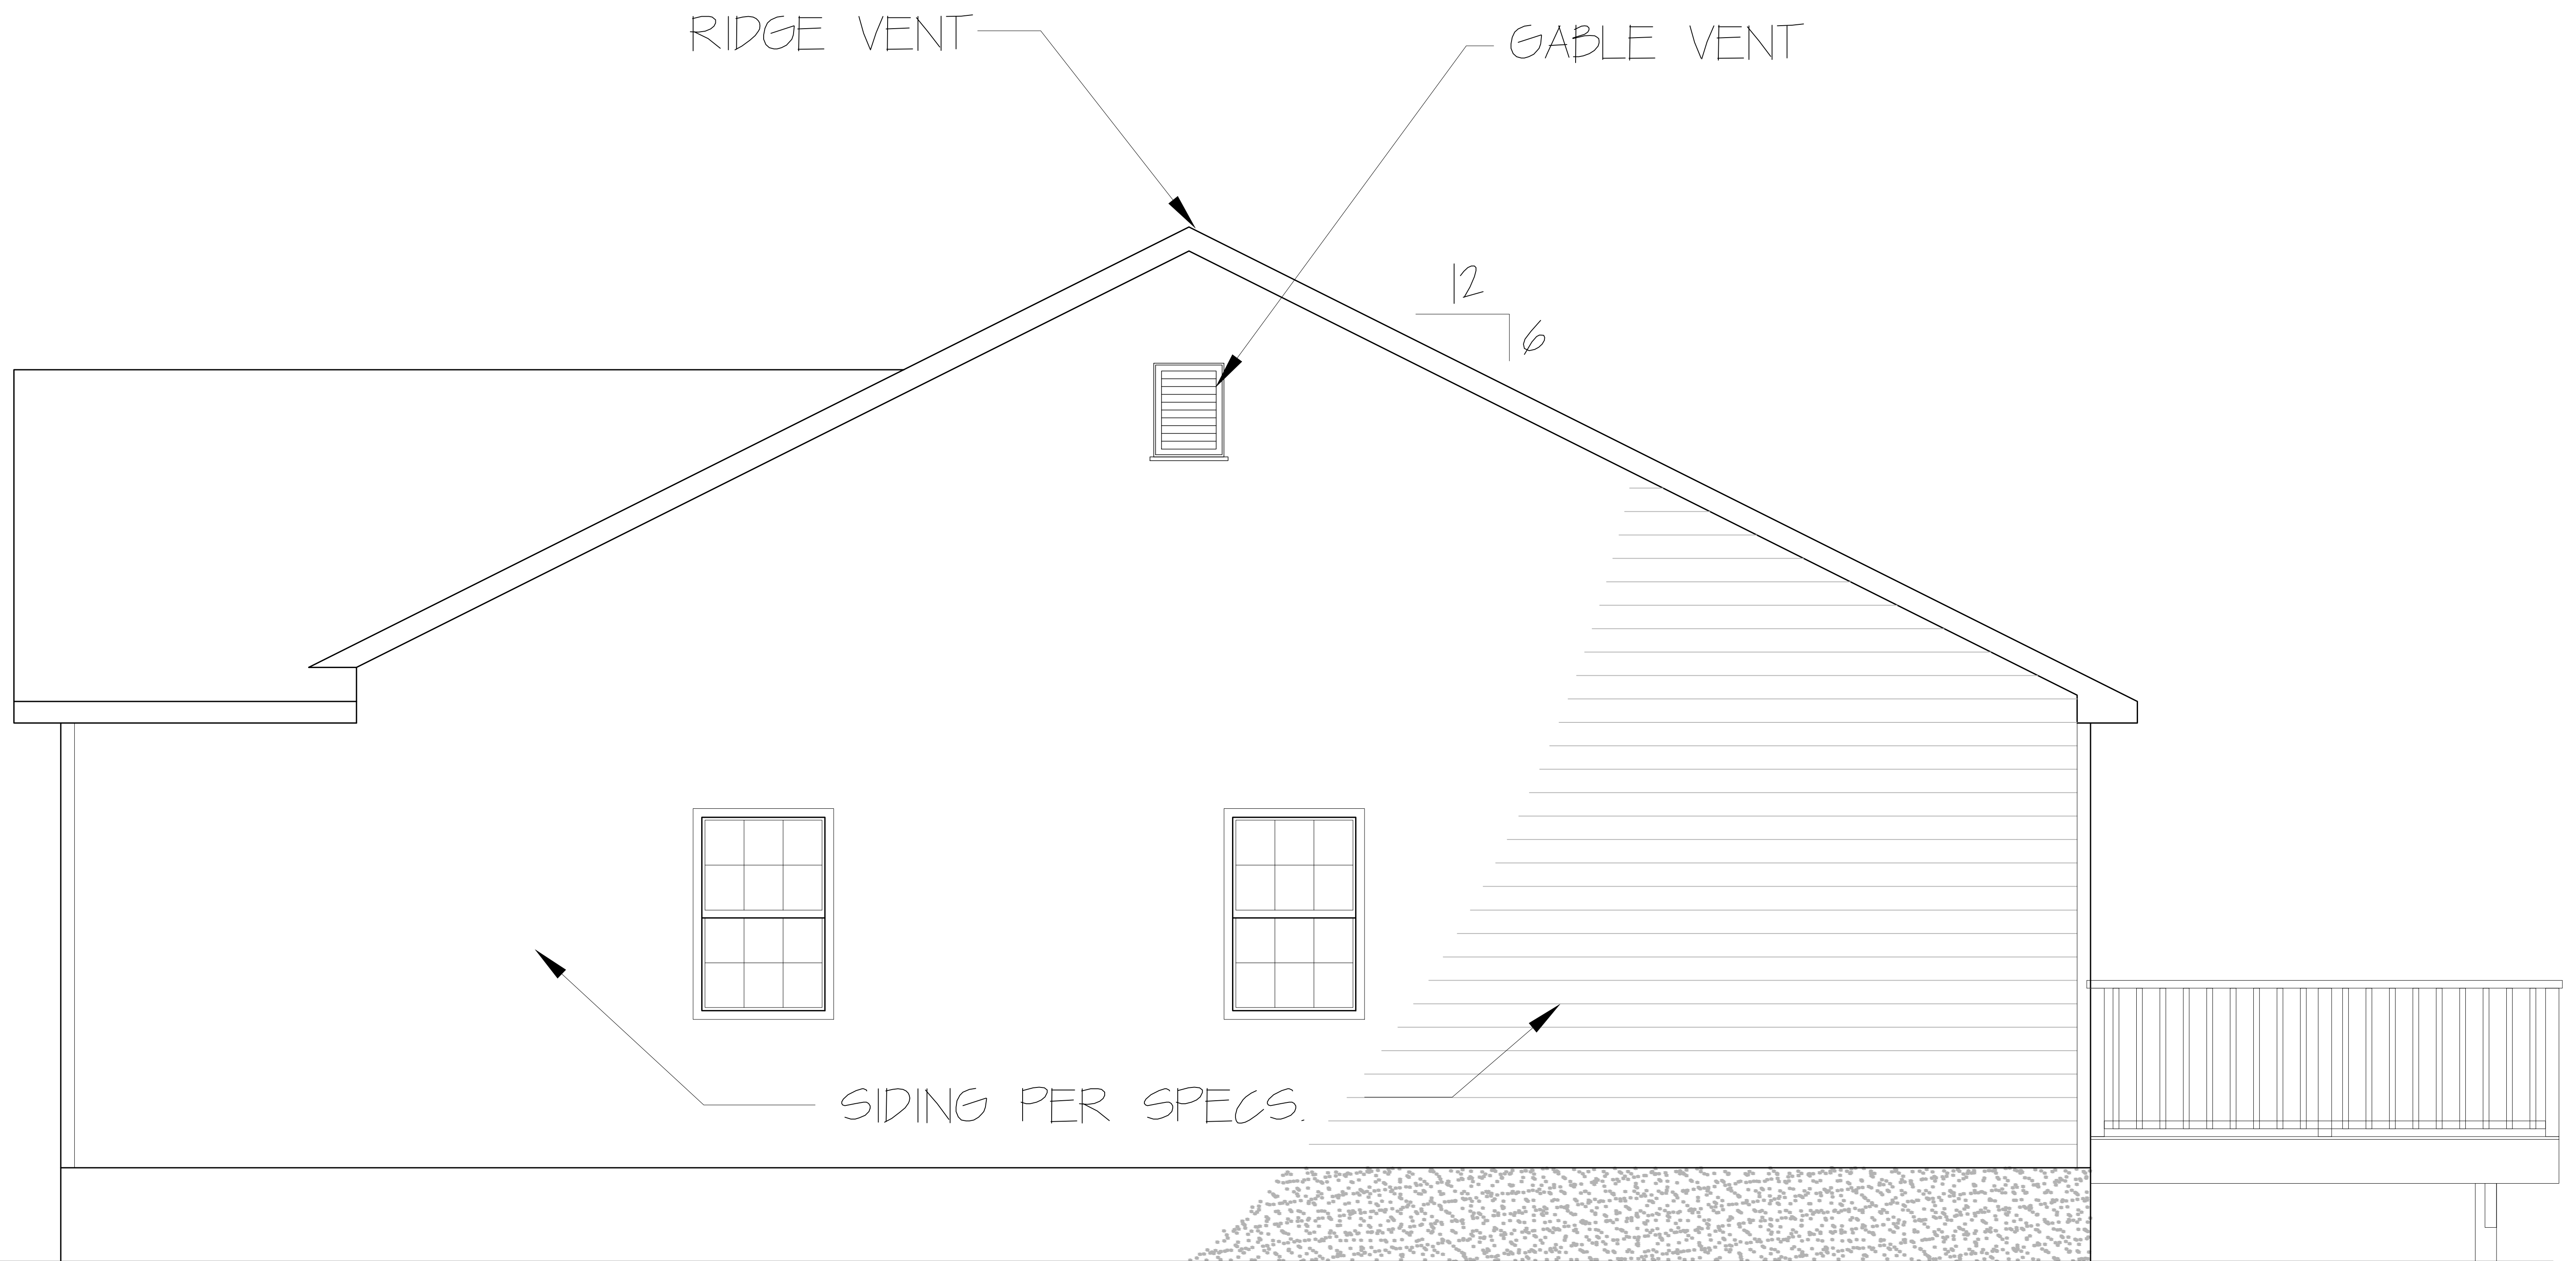 RIDGE VENT
GABLE VENT
12
6
SIDING PER SPECS.